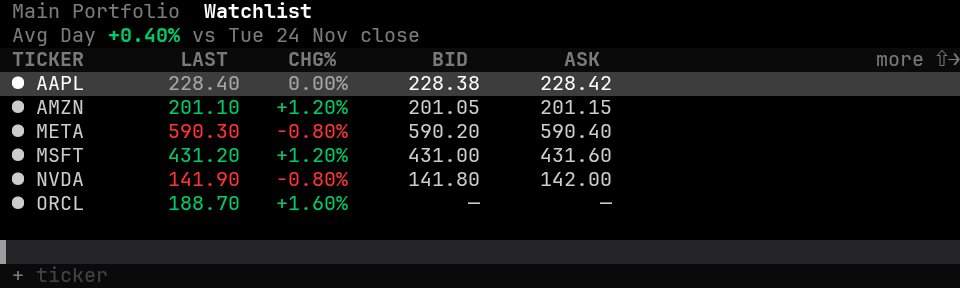 Main Portfolio Watchlist
Avg Day +0.40% vs Tue 24 Nov close
TICKER LAST CHG% BID ASK more ⇧→
● AAPL 228.40 0.00% 228.38 228.42
● AMZN 201.10 +1.20% 201.05 201.15
● META 590.30 -0.80% 590.20 590.40
● MSFT 431.20 +1.20% 431.00 431.60
● NVDA 141.90 -0.80% 141.80 142.00
● ORCL 188.70 +1.60% — —
+ ticker